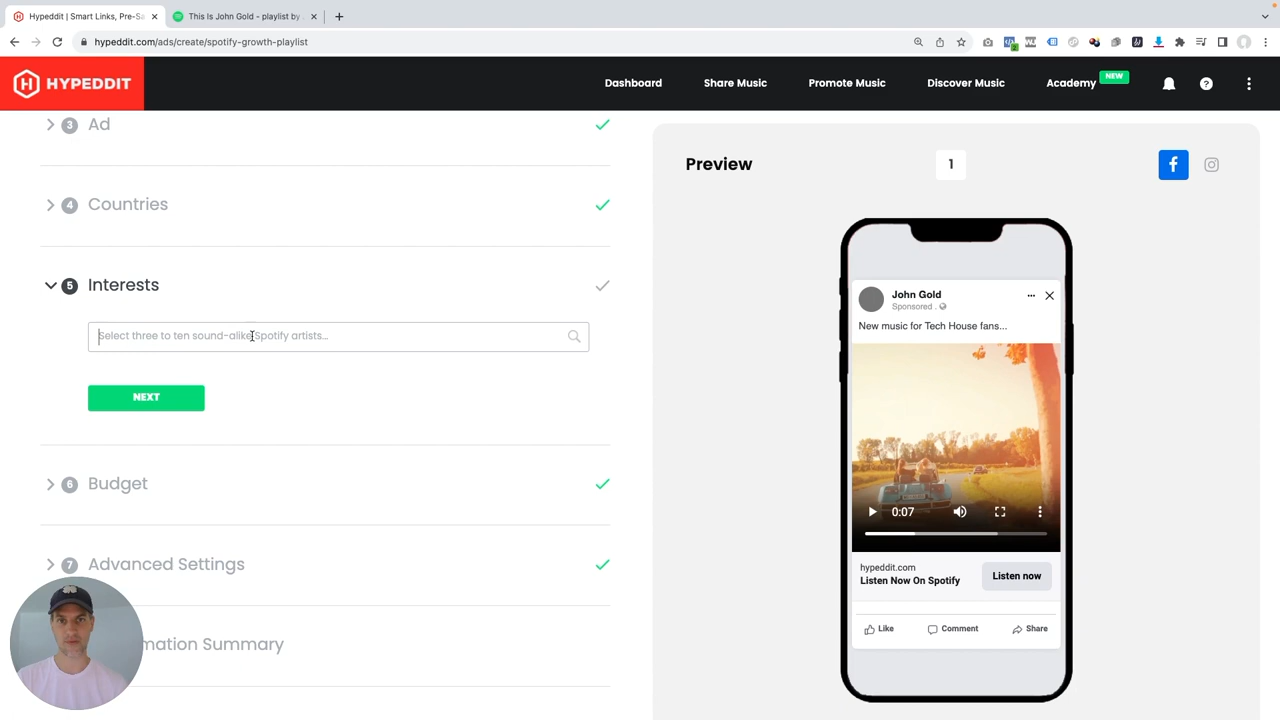 Hypeddit | Smart Links, Pre-Sa
This Is John Gold - playlist by
hypeddit.com/ads/create/spotify-growth-playlist
HYPEDDIT
Dashboard
Share Music
Promote Music
Discover Music
Academy
NEW
3 Ad
4 Countries
5 Interests
Select three to ten sound-alike Spotify artists...
NEXT
6 Budget
7 Advanced Settings
mation Summary
Preview
1
John Gold
Sponsored
New music for Tech House fans...
0:07
hypeddit.com
Listen Now On Spotify
Listen now
Like
Comment
Share